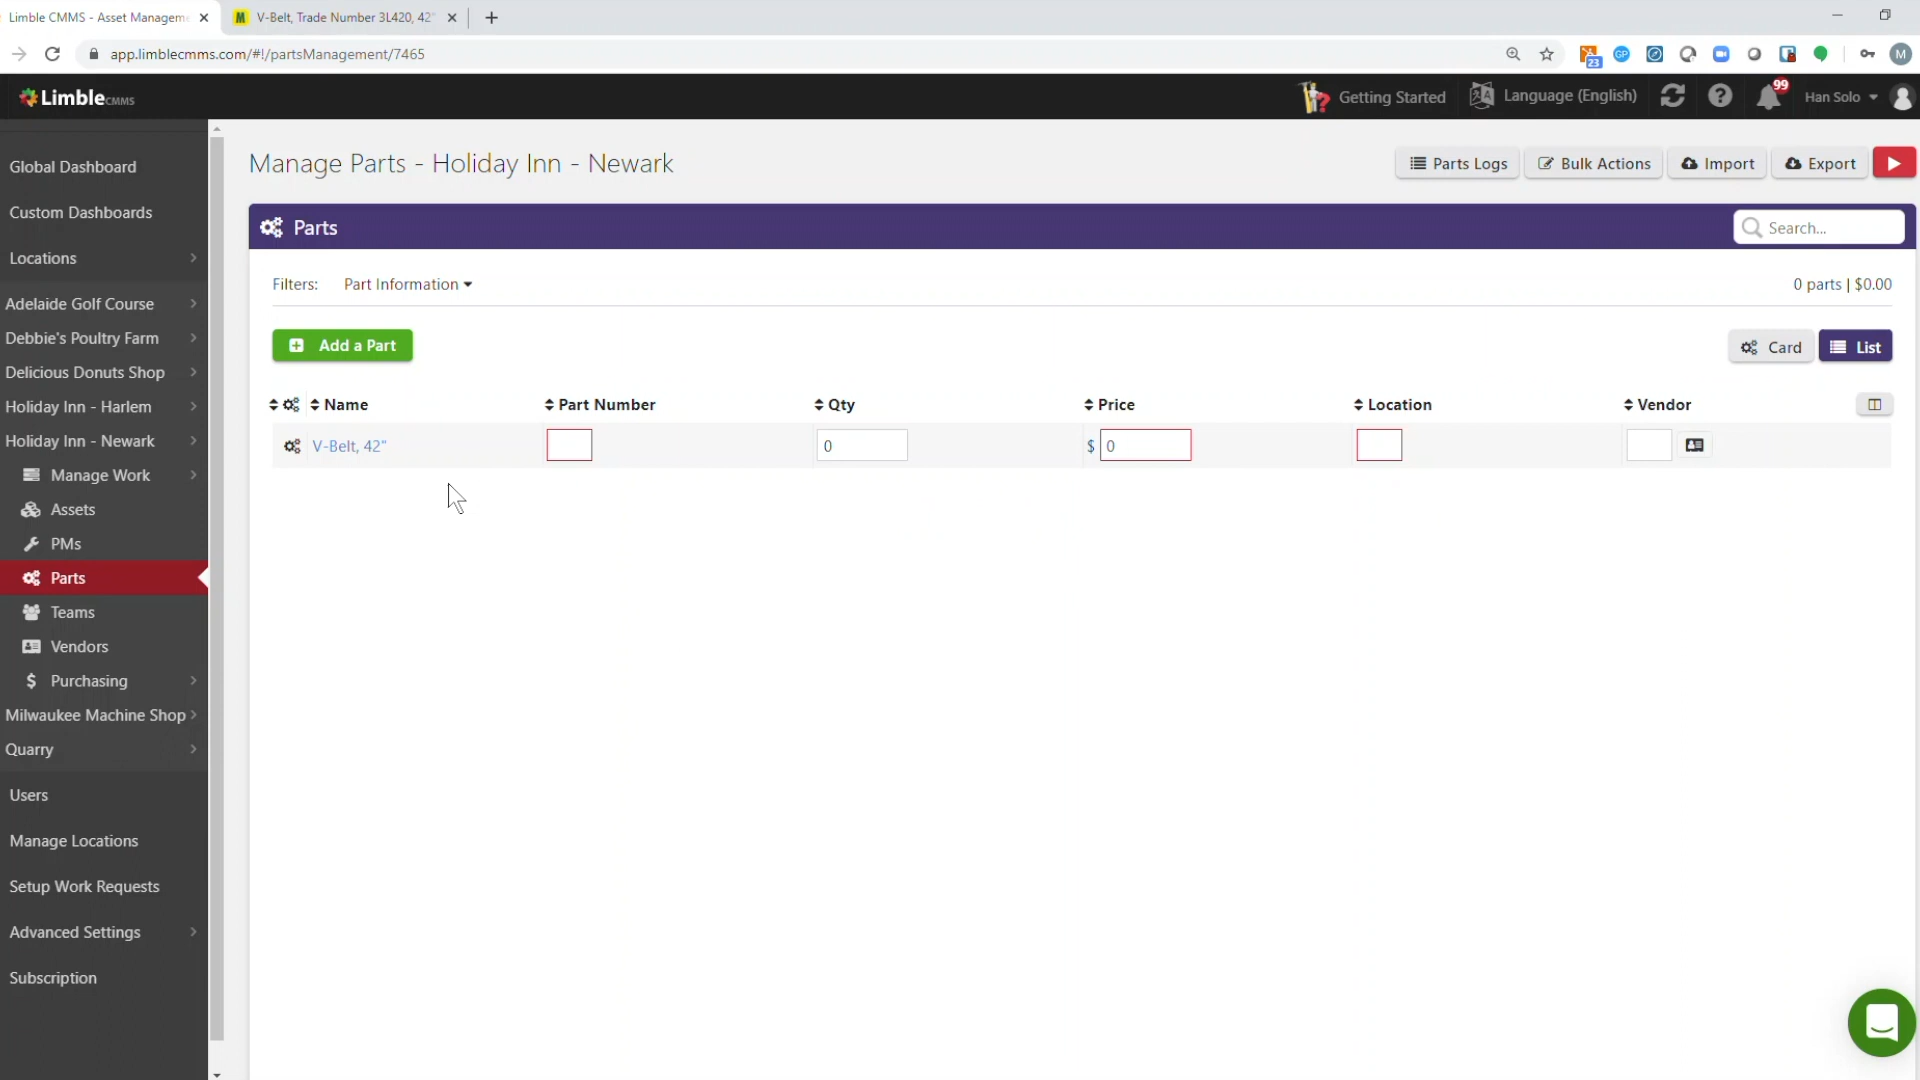 Limble CMMS - Asset Managem
V-Belt, Trade Number 3L420, 42"
app.limblecmms.com/#!/partsManagement/7465
23
GP
M
Limble CMMS
Getting Started
Language (English)
99
Han Solo
Global Dashboard
Custom Dashboards
Locations
Adelaide Golf Course
Debbie's Poultry Farm
Delicious Donuts Shop
Holiday Inn - Harlem
Holiday Inn - Newark
Manage Work
Assets
PMs
Parts
Teams
Vendors
$ Purchasing
Milwaukee Machine Shop
Quarry
Users
Manage Locations
Setup Work Requests
Advanced Settings
Subscription
Manage Parts - Holiday Inn - Newark
Parts Logs
Bulk Actions
Import
Export
Parts
Search...
Filters: Part Information
0 parts | $0.00
Add a Part
Card
List
Name Part Number Qty Price Location Vendor
V-Belt, 42" 0 $ 0